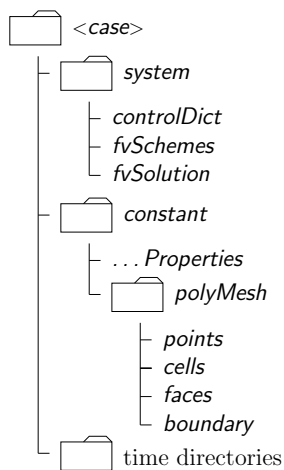 <case>
system
controlDict
fvSchemes
fvSolution
constant
...Properties
polyMesh
points
cells
faces
boundary
time directories